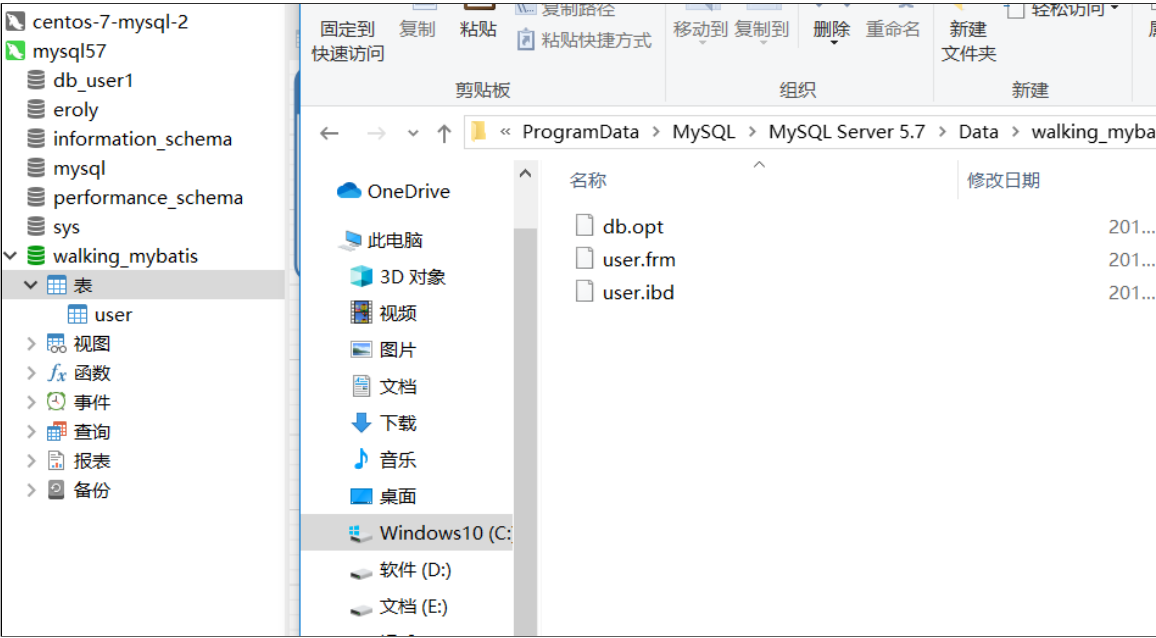 centos-7-mysql-2
mysql57
db_user1
eroly
information_schema
mysql
performance_schema
sys
walking_mybatis
表
user
视图
函数
事件
查询
报表
备份
固定到
快速访问
复制
粘贴
复制路径
粘贴快捷方式
移动到 复制到
删除 重命名
新建
文件夹
轻松访问
剪贴板 组织 新建
« ProgramData > MySQL > MySQL Server 5.7 > Data > walking_myba
名称 修改日期
OneDrive
此电脑
3D 对象
视频
图片
文档
下载
音乐
桌面
Windows10 (C:
软件 (D:)
文档 (E:)
db.opt 201...
user.frm 201...
user.ibd 201...